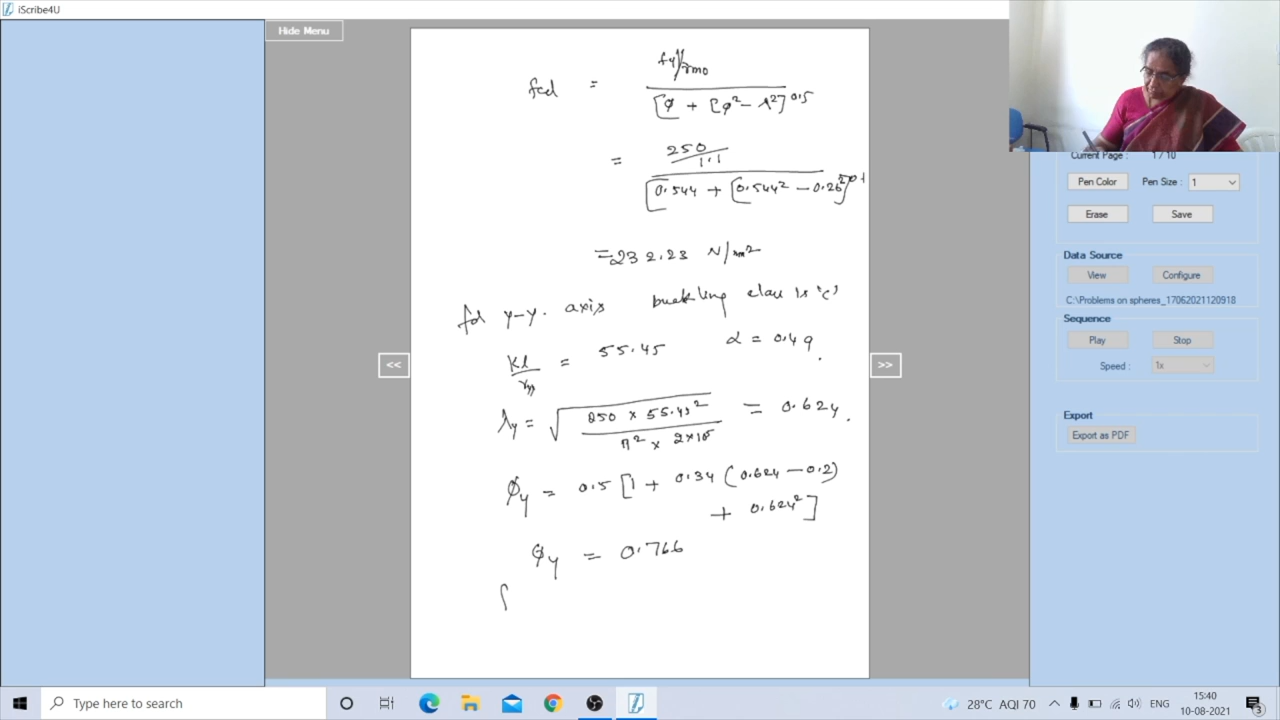 iScribe4U
Hide Menu
fcd = fy/γm0 / [φ + [φ² - λ²]^0.5
= 250/1.1 / [0.544 + [0.544² - 0.26²]^0.
= 232.23 N/mm²
for y-y. axis buckling class is 'c'
Kl/ryy = 55.45 α = 0.49.
λy = √ 250 × 55.45² / π² × 2×10⁵ = 0.624.
φy = 0.5 [1 + 0.34 (0.624 - 0.2)
+ 0.624²]
φy = 0.766
<<
>>
Current Page : 1 / 10
Pen Color Pen Size : 1
Erase Save
Data Source
View Configure
C:\Problems on spheres_17062021120918
Sequence
Play Stop
Speed : 1x
Export
Export as PDF
Type here to search
28°C AQI 70
ENG
15:40
10-08-2021
3